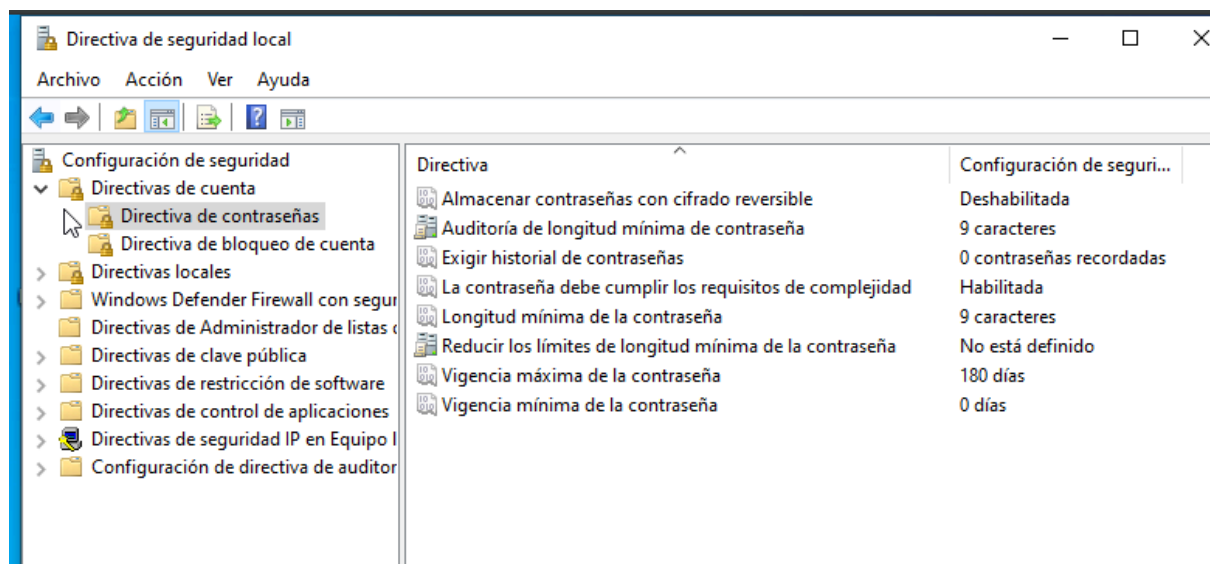 Directiva de seguridad local
Archivo Acción Ver Ayuda
Configuración de seguridad
Directivas de cuenta
Directiva de contraseñas
Directiva de bloqueo de cuenta
Directivas locales
Windows Defender Firewall con segur
Directivas de Administrador de listas
Directivas de clave pública
Directivas de restricción de software
Directivas de control de aplicaciones
Directivas de seguridad IP en Equipo l
Configuración de directiva de auditor
Directiva Configuración de seguri...
Almacenar contraseñas con cifrado reversible Deshabilitada
Auditoría de longitud mínima de contraseña 9 caracteres
Exigir historial de contraseñas 0 contraseñas recordadas
La contraseña debe cumplir los requisitos de complejidad Habilitada
Longitud mínima de la contraseña 9 caracteres
Reducir los límites de longitud mínima de la contraseña No está definido
Vigencia máxima de la contraseña 180 días
Vigencia mínima de la contraseña 0 días